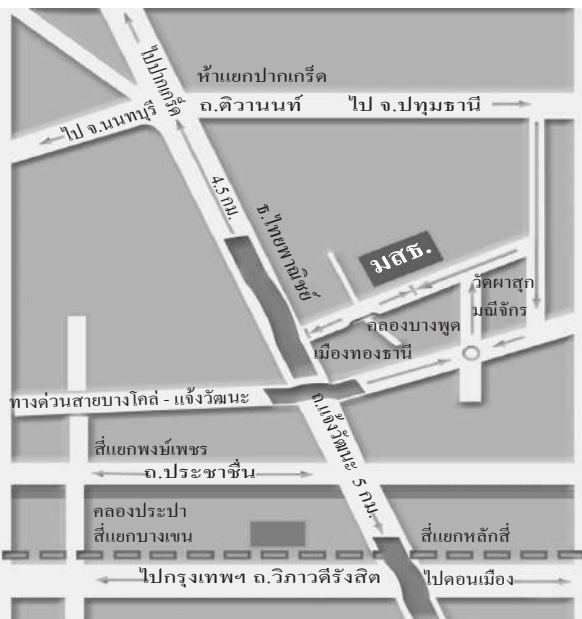 ไปปากเกร็ด
ห้าแยกปากเกร็ด
ถ.ติวานนท์ ไป จ.ปทุมธานี
ไป จ.นนทบุรี
4.5 กม.
ธ.ไทยพาณิชย์
มสธ.
วัดผาสุก
มณีจักร
คลองบางพูด
เมืองทองธานี
ทางด่วนสายบางโคล่ - แจ้งวัฒนะ
ถ.แจ้งวัฒนะ 5 กม.
สี่แยกพงษ์เพชร
ถ.ประชาชื่น
คลองประปา
สี่แยกบางเขน
สี่แยกหลักสี่
ไปกรุงเทพฯ ถ.วิภาวดีรังสิต
ไปดอนเมือง